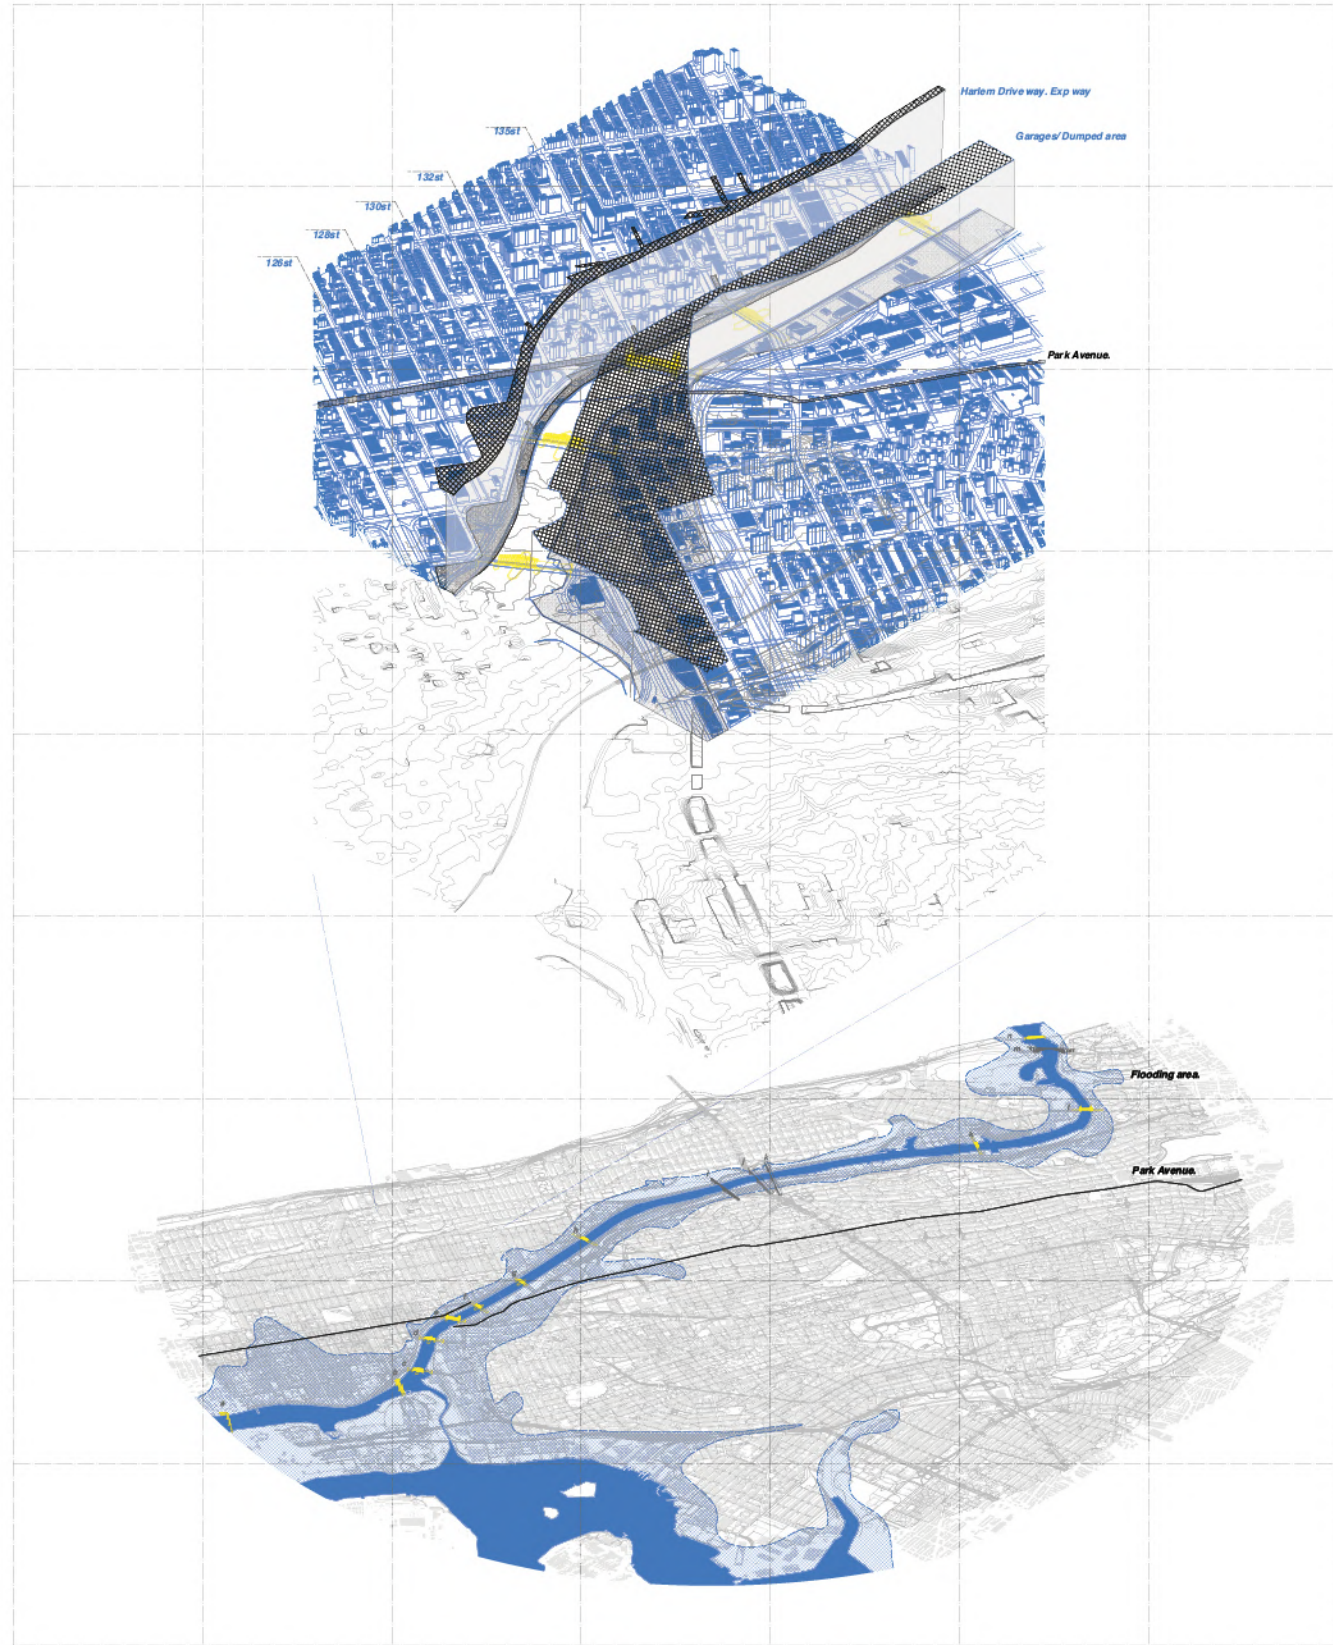 Harlem Drive way. Exp way
Garages/ Dumped area
135st
132st
130st
128st
126st
Park Avenue.
Flooding area.
Park Avenue.